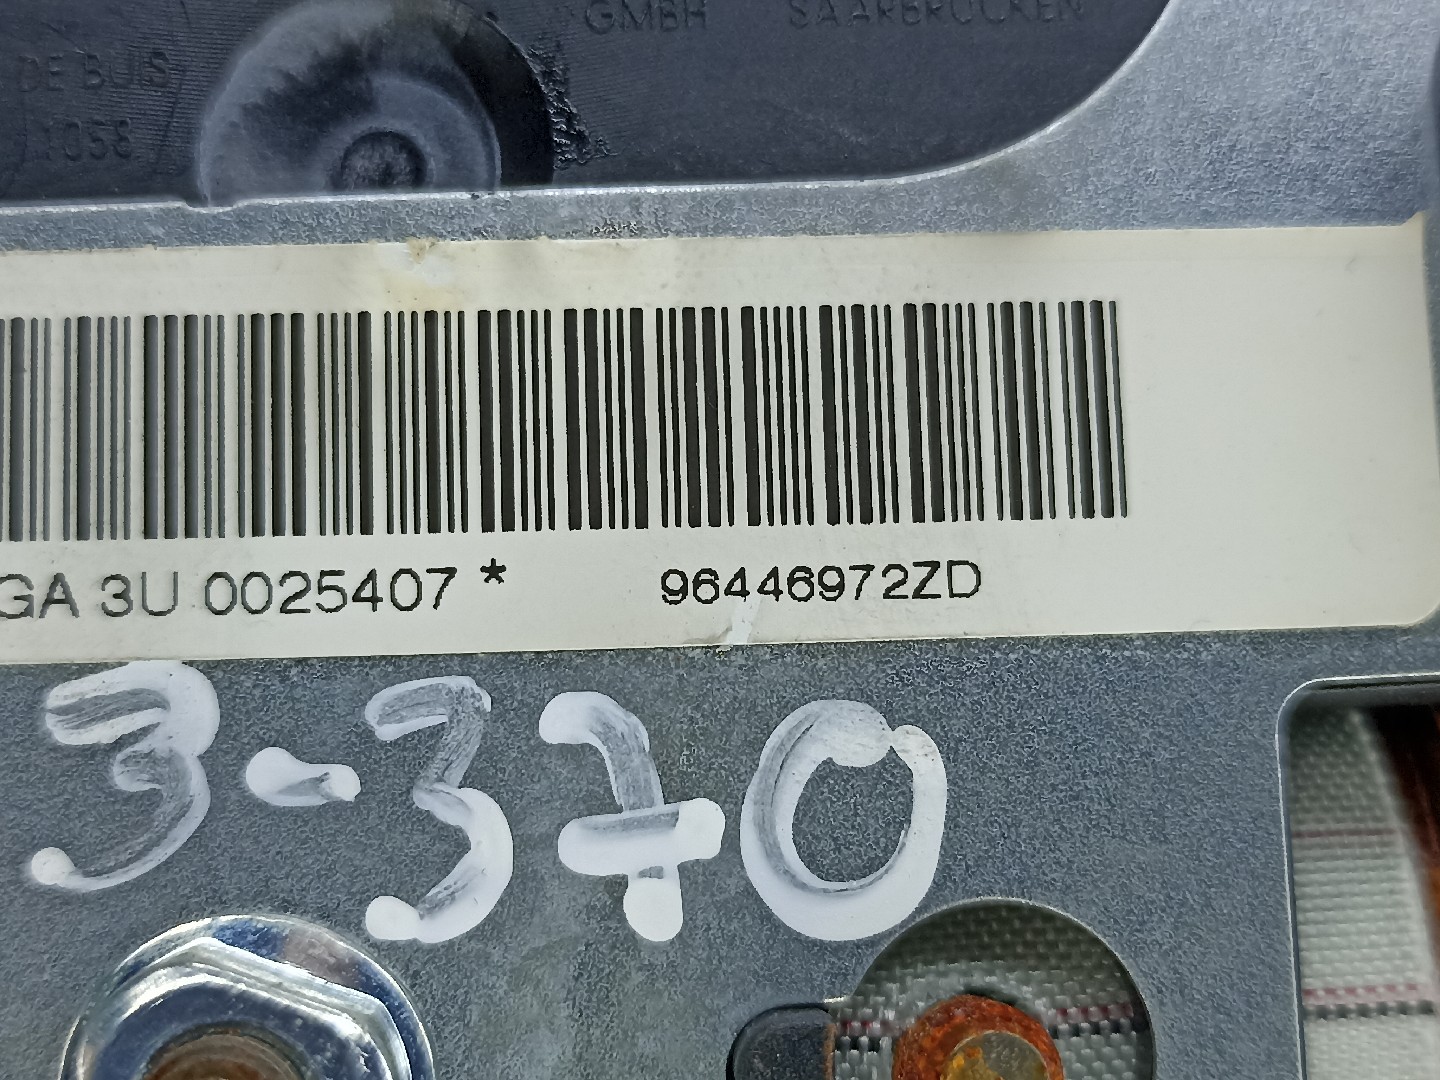 GMBH SAARBRÜCKEN
DE BUIS
1058
GA 3U 0025407 * 96446972ZD
3-370